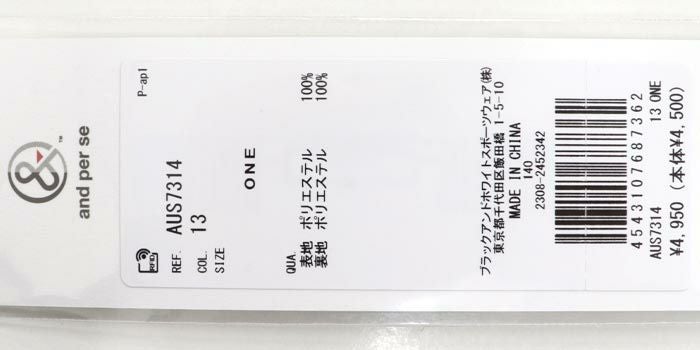 and per se
TM
P-apl
RFID
REF. AUS7314
COL. 13
SIZE
ONE
QUA
表地 ポリエステル 100%
裏地 ポリエステル 100%
ブラックアンドホワイトスポーツウェア(株)
東京都千代田区飯田橋 1-5-10
MADE IN CHINA
140
2308-2452342
4543107687362
AUS7314 13 ONE
¥4,950 (本体¥4,500)